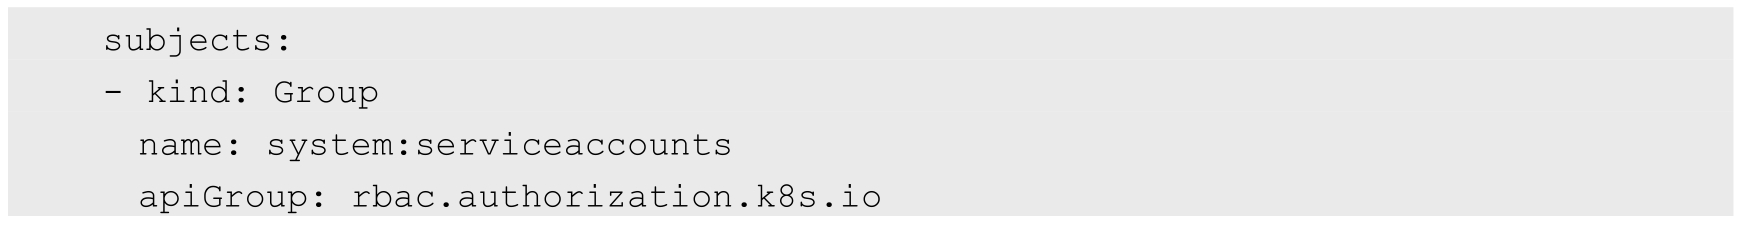 subjects:
- kind: Group
name: system:serviceaccounts
apiGroup: rbac.authorization.k8s.io